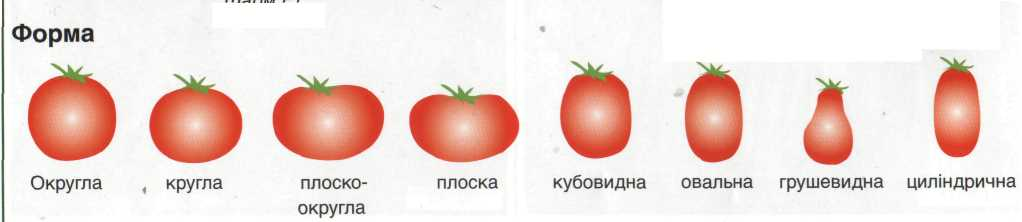 Форма
Округла кругла плоско- плоска кубовидна овальна грушевидна циліндрична
округла